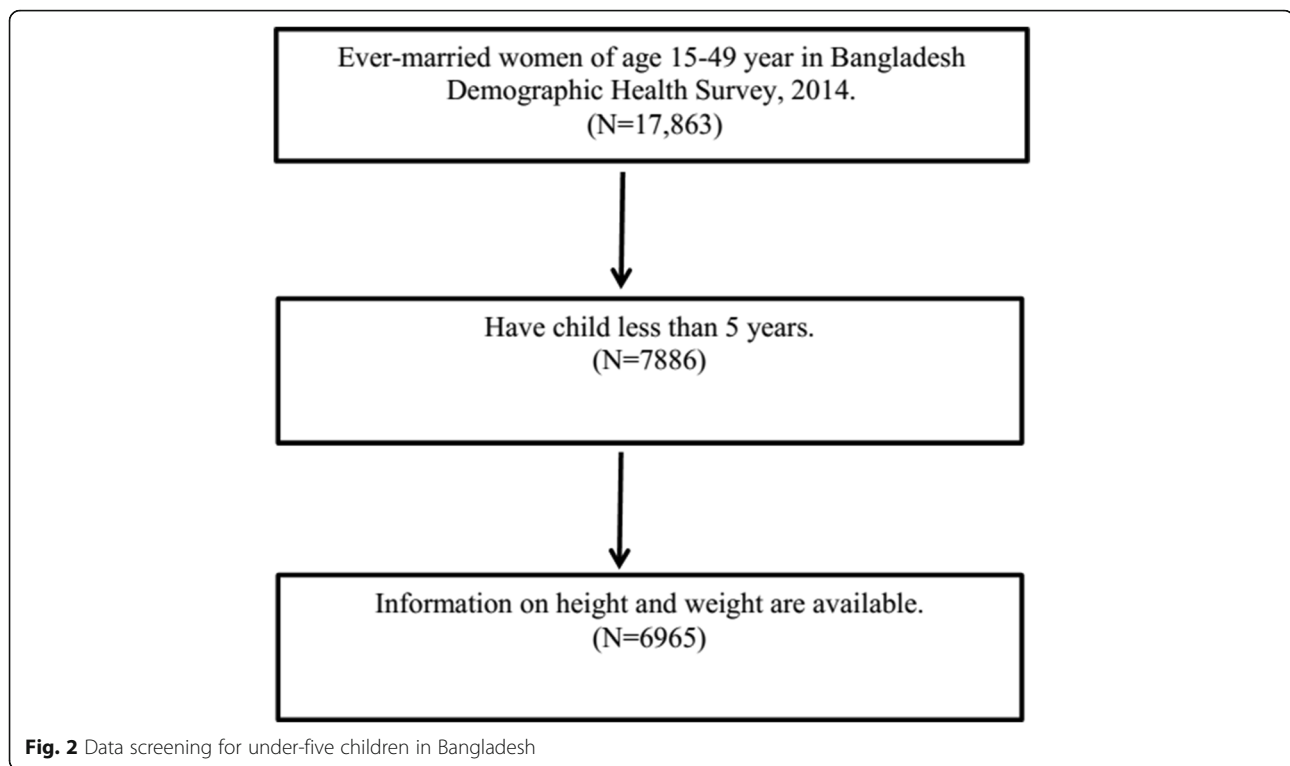 Ever-married women of age 15-49 year in Bangladesh
Demographic Health Survey, 2014.
(N=17,863)
Have child less than 5 years.
(N=7886)
Information on height and weight are available.
(N=6965)
Fig. 2 Data screening for under-five children in Bangladesh